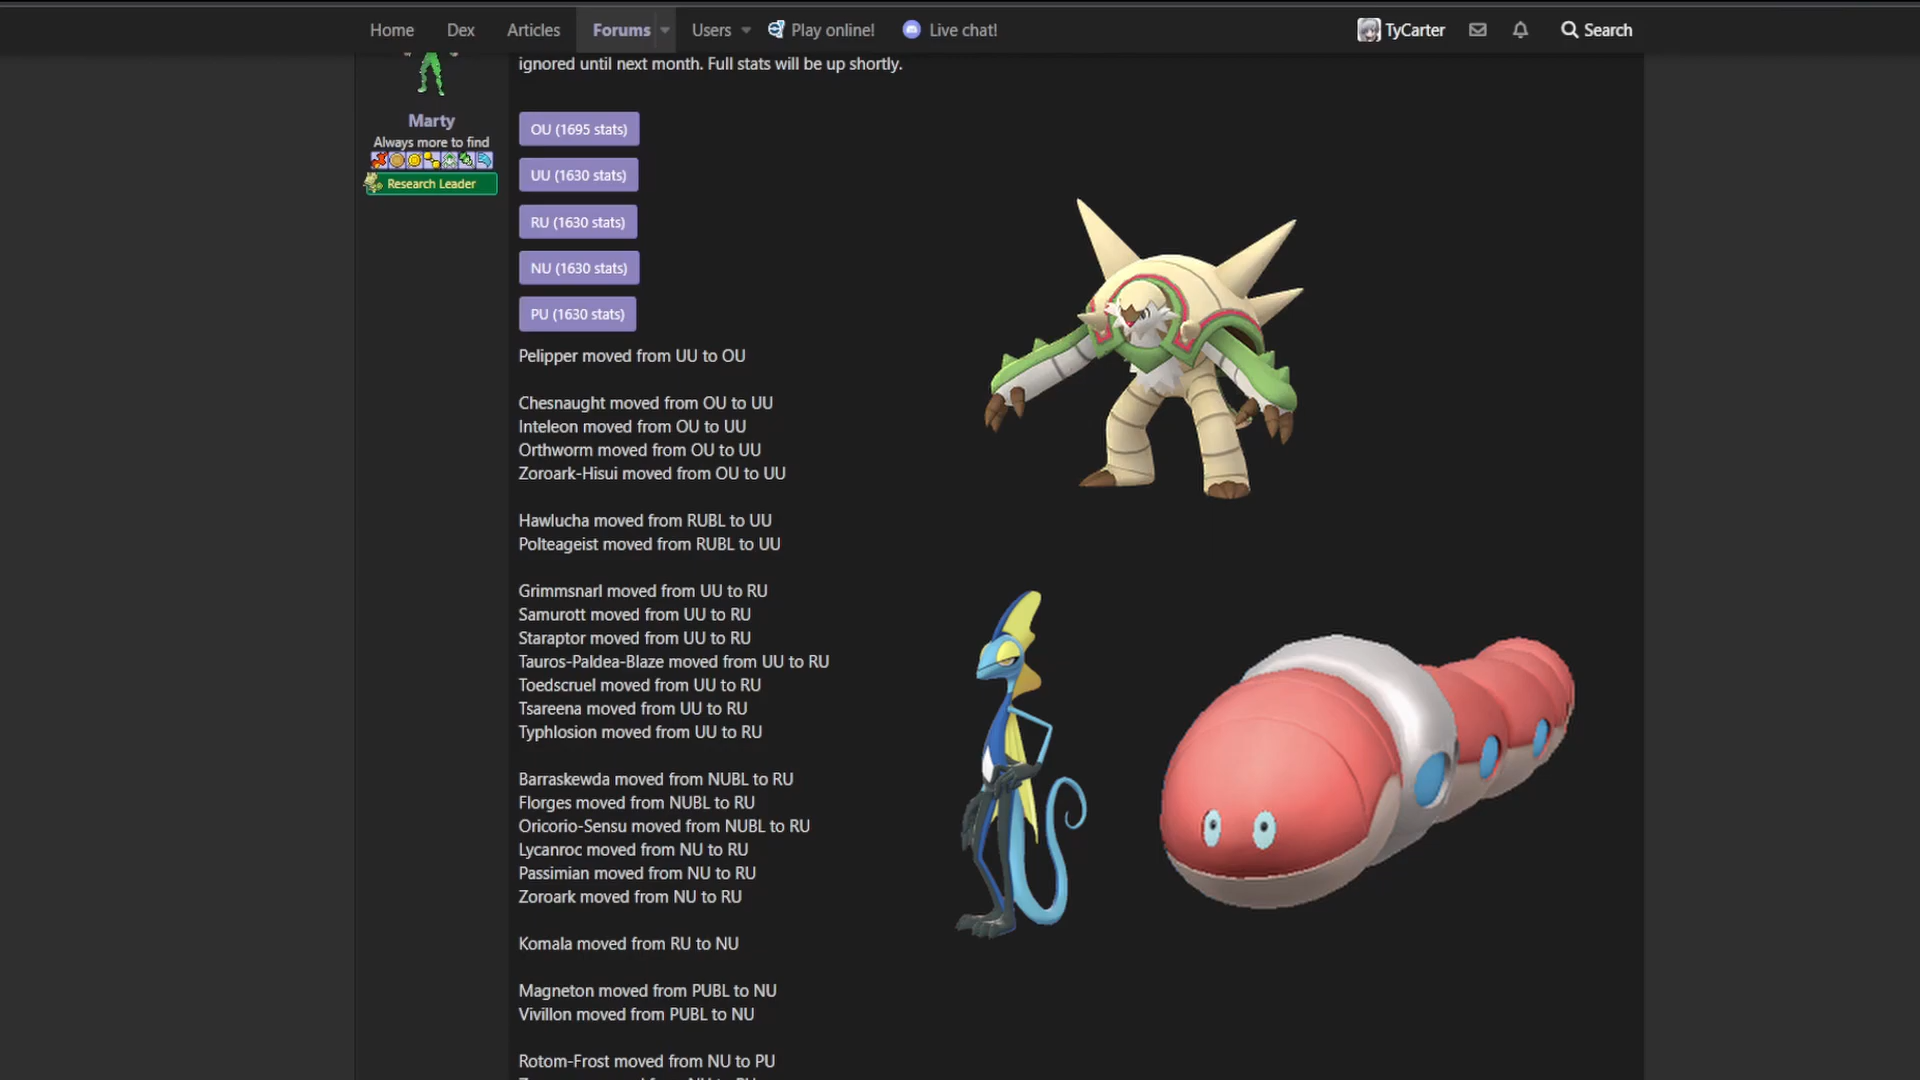 Home Dex Articles Forums Users Play online! Live chat! TyCarter Search
ignored until next month. Full stats will be up shortly.
Marty
Always more to find
Research Leader
OU (1695 stats)
UU (1630 stats)
RU (1630 stats)
NU (1630 stats)
PU (1630 stats)
Pelipper moved from UU to OU
Chesnaught moved from OU to UU
Inteleon moved from OU to UU
Orthworm moved from OU to UU
Zoroark-Hisui moved from OU to UU
Hawlucha moved from RUBL to UU
Polteageist moved from RUBL to UU
Grimmsnarl moved from UU to RU
Samurott moved from UU to RU
Staraptor moved from UU to RU
Tauros-Paldea-Blaze moved from UU to RU
Toedscruel moved from UU to RU
Tsareena moved from UU to RU
Typhlosion moved from UU to RU
Barraskewda moved from NUBL to RU
Florges moved from NUBL to RU
Oricorio-Sensu moved from NUBL to RU
Lycanroc moved from NU to RU
Passimian moved from NU to RU
Zoroark moved from NU to RU
Komala moved from RU to NU
Magneton moved from PUBL to NU
Vivillon moved from PUBL to NU
Rotom-Frost moved from NU to PU